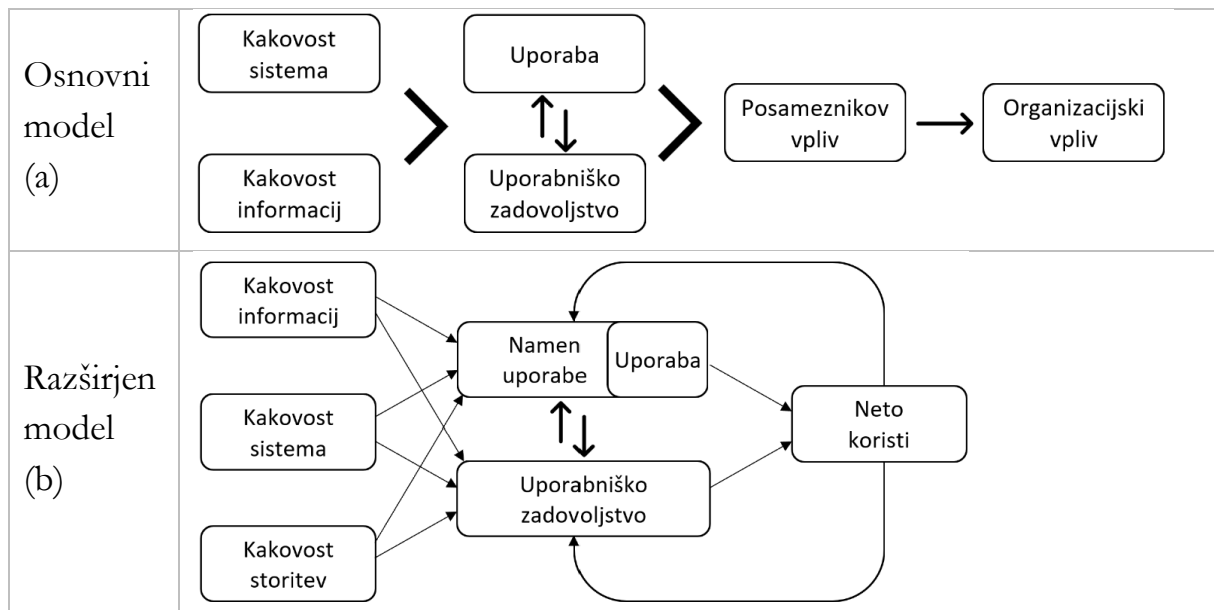 Osnovni
model
(a)
Kakovost
sistema
Kakovost
informacij
Uporaba
Uporabniško
zadovoljstvo
Posameznikov
vpliv
Organizacijski
vpliv
Razširjen
model
(b)
Kakovost
informacij
Kakovost
sistema
Kakovost
storitev
Namen
uporabe
Uporaba
Uporabniško
zadovoljstvo
Neto
koristi